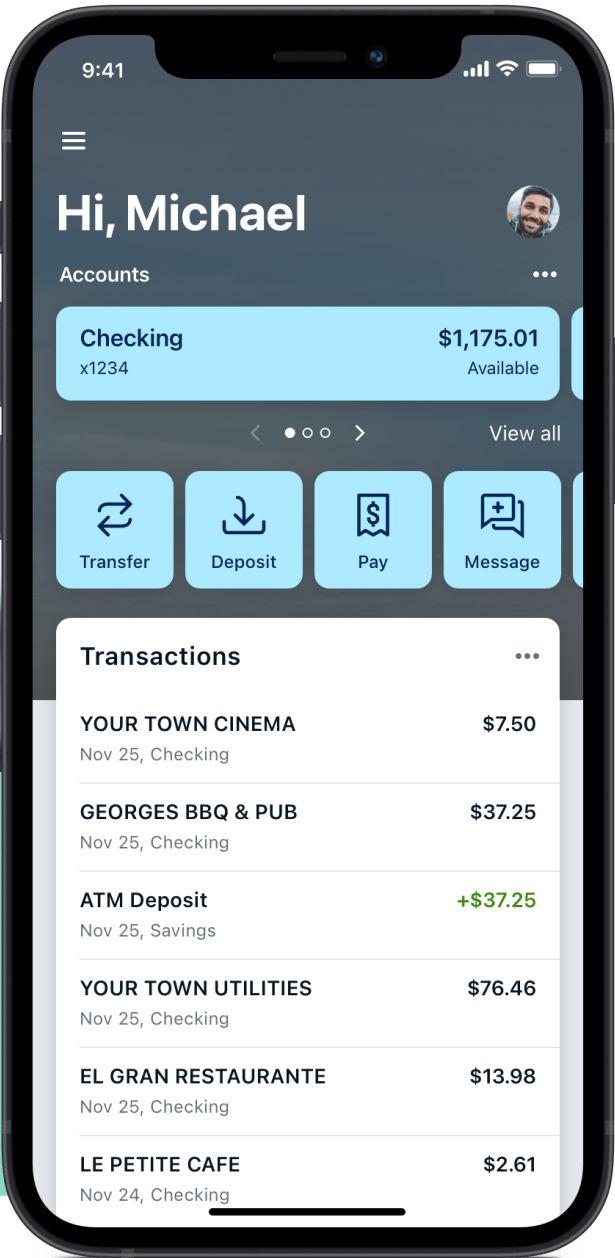 9:41
Hi, Michael
Accounts
Checking $1,175.01
x1234 Available
View all
Transfer Deposit Pay Message
Transactions
YOUR TOWN CINEMA $7.50
Nov 25, Checking
GEORGES BBQ & PUB $37.25
Nov 25, Checking
ATM Deposit +$37.25
Nov 25, Savings
YOUR TOWN UTILITIES $76.46
Nov 25, Checking
EL GRAN RESTAURANTE $13.98
Nov 25, Checking
LE PETITE CAFE $2.61
Nov 24, Checking